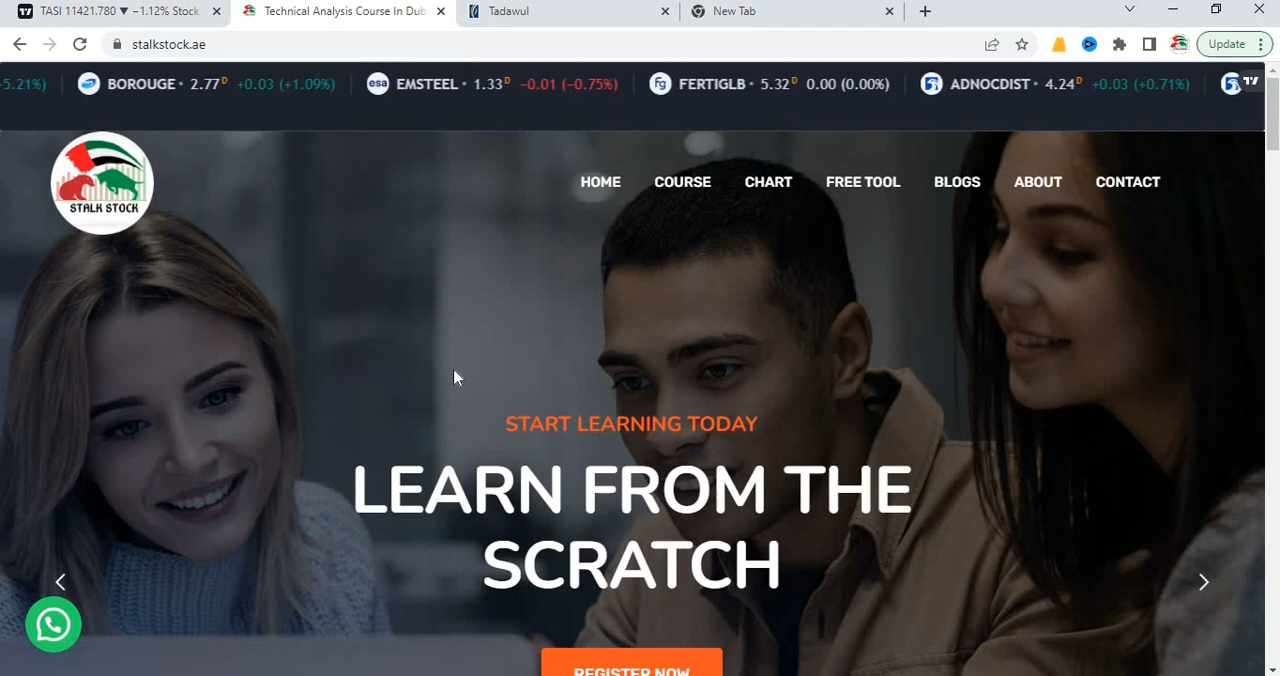 TASI 11421.780 ▼ −1.12% Stock
Technical Analysis Course In Dub
Tadawul
New Tab
stalkstock.ae
Update
-5.21%)
BOROUGE • 2.77 D +0.03 (+1.09%)
esa EMSTEEL • 1.33 D −0.01 (−0.75%)
fg FERTIGLB • 5.32 D 0.00 (0.00%)
ADNOCDIST • 4.24 D +0.03 (+0.71%)
STALK STOCK
HOME COURSE CHART FREE TOOL BLOGS ABOUT CONTACT
START LEARNING TODAY
LEARN FROM THE
SCRATCH
REGISTER NOW